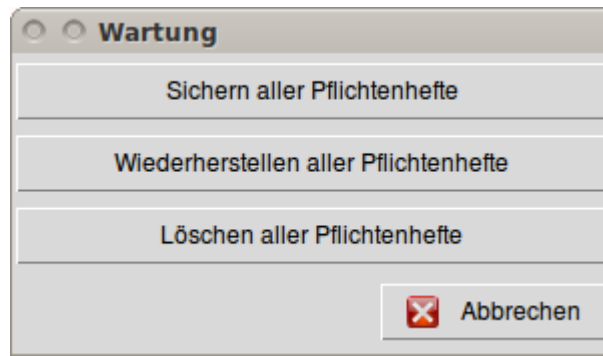 Wartung
Sichern aller Pflichtenhefte
Wiederherstellen aller Pflichtenhefte
Löschen aller Pflichtenhefte
Abbrechen